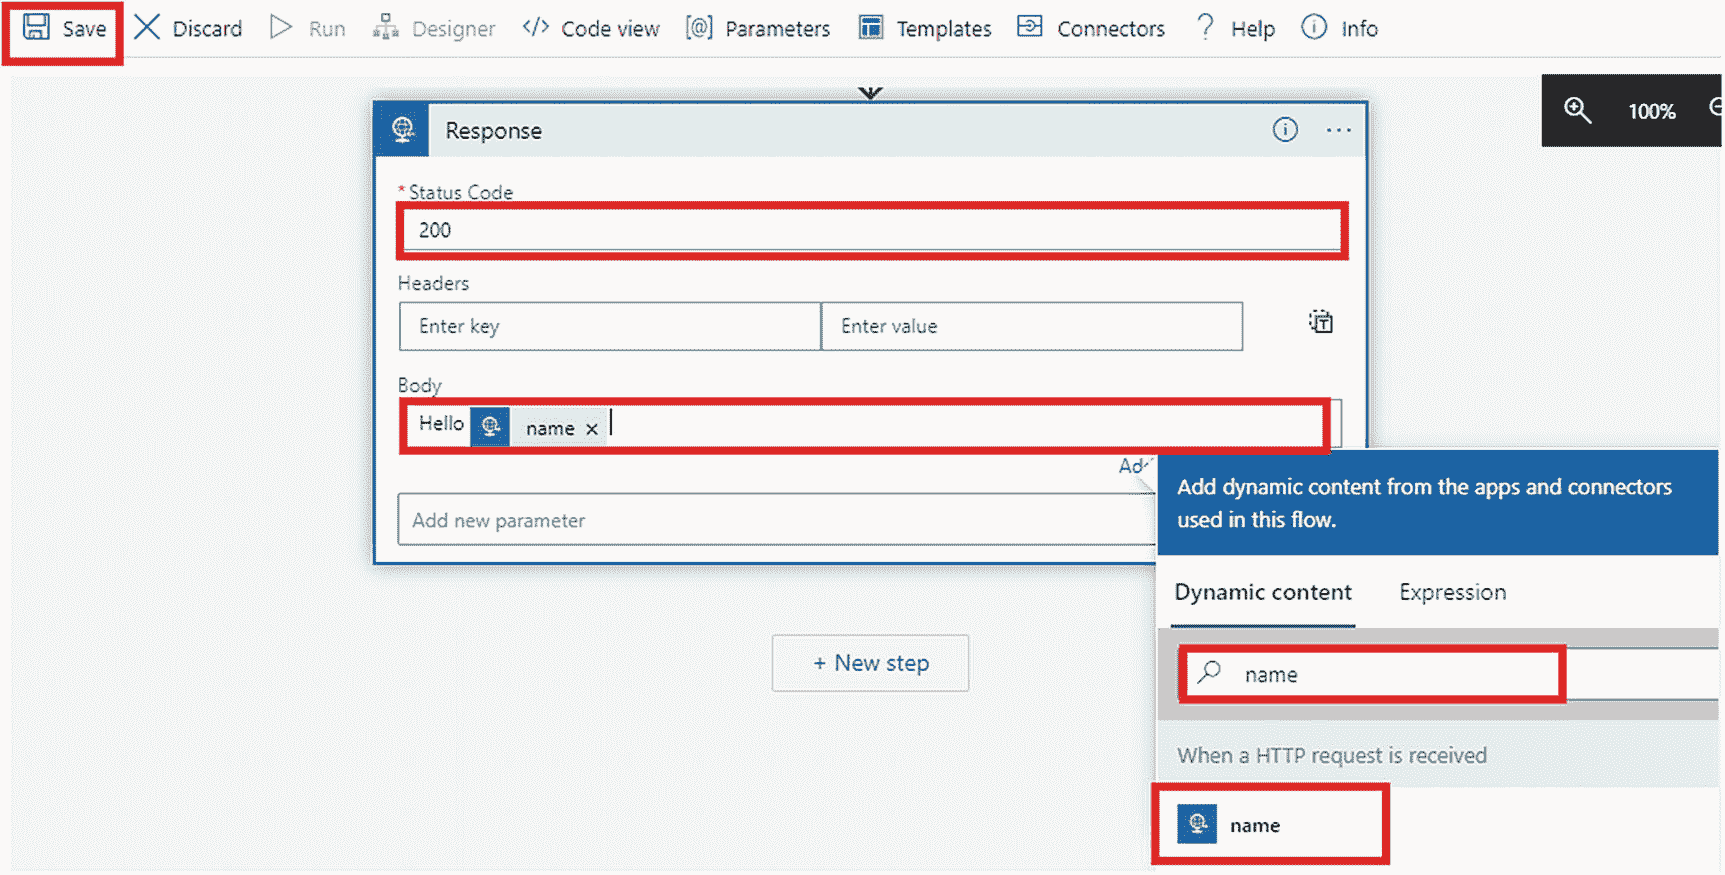 Save Discard Run Designer </> Code view [@] Parameters Templates Connectors ? Help Info
100%
Response
* Status Code
200
Headers
Enter key Enter value
Body
Hello name ×
Ad
Add new parameter
Add dynamic content from the apps and connectors
used in this flow.
Dynamic content Expression
+ New step
name
When a HTTP request is received
name